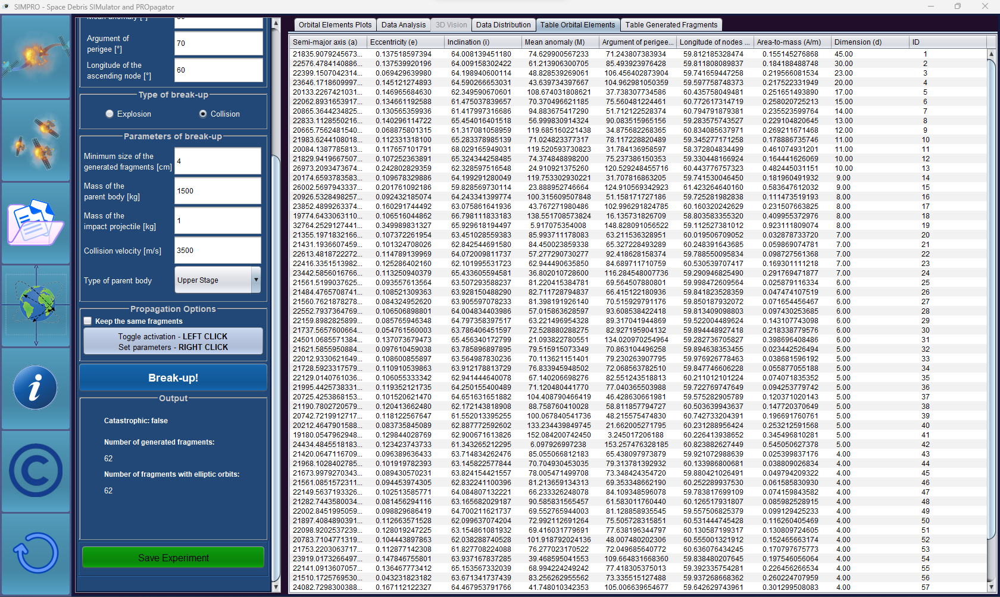 SIMPRO - Space Debris SIMulator and PROpagator
Argument of
perigee [°]
70
Longitude of the
ascending node [°]
60
Type of break-up
Explosion
Collision
Parameters of break-up
Minimum size of the
generated fragments [cm]
4
Mass of the
parent body [kg]
1500
Mass of the
impact projectile [kg]
1
Collision velocity [m/s]
3500
Type of parent body
Upper Stage
Propagation Options
Keep the same fragments
Toggle activation - LEFT CLICK
Set parameters - RIGHT CLICK
Break-up!
Output
Catastrophic: false
Number of generated fragments:
62
Number of fragments with elliptic orbits:
62
Save Experiment
Orbital Elements Plots Data Analysis 3D Vision Data Distribution Table Orbital Elements Table Generated Fragments
Semi-major axis (a) Eccentricity (e) Inclination (i) Mean anomaly (M) Argument of perigee... Longitude of nodes ... Area-to-mass (A/m) Dimension (d) ID
21835.9079245673... 0.137518597394 64.008139451180 74.629900567233 71.243807383934 59.812185328474 0.155145276868 45.00 1
22576.4784140886... 0.137539920196 64.009158302422 61.213906300705 85.493923976428 59.811808089837 0.184188488748 30.00 2
22399.1507042314... 0.069429639980 64.198940600114 48.828539269061 106.456402873904 59.741659447258 0.219566081534 23.00 3
23646.1718609997... 0.145121274893 64.590266653031 43.639734397667 104.962981050359 59.597758748373 0.217522331949 20.00 4
20133.2267421031... 0.146965684630 62.349590670601 108.674031808621 37.738307734586 60.435758049481 0.251651493890 17.00 5
22062.8931653917... 0.134661192588 61.475037839657 70.370496621185 75.560481224461 60.772617314719 0.258020725213 15.00 6
20865.3644234825... 0.130565359936 61.417997316686 94.883675417290 51.712122528374 60.794791879381 0.235523599764 14.00 7
22833.1128550216... 0.140296114722 65.454016401518 56.999830914324 90.083515965156 59.283575743527 0.229104820645 13.00 8
20665.7562481540... 0.068875801315 61.317081058959 119.685160221438 34.875682268365 60.834085637971 0.269211671468 12.00 9
21983.6244108018... 0.112331318100 65.283378985139 71.024823377317 78.117228820489 59.345277171258 0.178886735746 11.00 10
20084.1387785813... 0.117657101791 68.029165949031 119.520593730823 31.784136958597 58.372804834499 0.461074931201 11.00 11
21829.9419667507... 0.107252363891 65.324344258485 74.374848898200 75.237386150353 59.330448166924 0.164441626069 10.00 12
26973.2093473674... 0.242802829359 62.328597516548 24.910921375260 120.529248455716 60.443776757323 0.482445031151 10.00 13
20174.6593783583... 0.109678329886 64.199291280049 119.753302930221 31.707816863205 59.741530046450 0.181960491932 9.00 14
26002.5697943337... 0.201761092186 59.828569730114 23.888952746664 124.910569342923 61.423264640160 0.583647612032 9.00 15
20926.5328498257... 0.092432185074 64.243341399774 100.315609507848 51.158171727186 59.725281982838 0.111473519193 8.00 16
23852.4899263374... 0.160291744492 63.075861641936 43.767271980486 102.996291824785 60.160320242629 0.231507663825 8.00 17
19774.6433063110... 0.106516044862 66.798111833183 138.551708573824 16.135731826709 58.803583355320 0.409955372976 8.00 18
32764.2529127441... 0.349989831327 65.929618194497 5.917075354008 148.828091056522 59.112527381012 0.923111809074 8.00 19
21355.1971832166... 0.107372261954 63.451028559383 85.993711178083 63.211536328951 60.019506709052 0.032878733720 7.00 20
21431.1936607459... 0.101324708026 62.842544691580 84.450023859338 65.327228493289 60.248391643685 0.059869074781 7.00 21
22613.4818722272... 0.114789139969 64.072009811737 57.277290730277 92.418628158374 59.788550095834 0.098727561368 7.00 22
22416.3351513982... 0.125286402160 62.101995531723 62.944490635850 84.689711710759 60.530539707417 0.169301111218 7.00 23
23442.5856016766... 0.113250940379 65.433605594581 36.802010728600 116.284548007736 59.290946825490 0.291769471877 7.00 24
21561.5199037625... 0.093557613564 63.507293588237 81.220415384781 69.564507880801 59.998472609564 0.025879116334 6.00 25
21484.4765708741... 0.108521309363 63.928150488290 82.711728794837 66.415122180936 59.841823528359 0.047474107519 6.00 26
21560.7621878278... 0.084324952620 63.905597078233 81.398191926140 70.515929791176 59.850187932072 0.071654456467 6.00 27
22552.7937364769... 0.106506898801 64.004834403986 57.015863628597 93.608538422418 59.813409098803 0.097430253685 6.00 28
22159.8982825899... 0.085765946348 64.797358397517 63.221496954328 89.317041944869 59.522004489624 0.143107743098 6.00 29
21737.5657600664... 0.054761560003 63.786406451597 72.528880288275 82.927195904132 59.894448927418 0.218338779576 6.00 30
24501.0685571384... 0.137073679473 65.456340172799 21.093822780551 134.020970254964 59.282736705827 0.398696408486 6.00 31
21621.5855950884... 0.097610459038 63.785896897895 79.515915073349 70.863104496258 59.894638353455 0.023442526494 5.00 32
22012.9330621649... 0.108600855897 63.564987830236 70.113621151401 79.230263907795 59.976926778463 0.038681596192 5.00 33
21728.5923317579... 0.110910539863 63.912178813729 76.833945948502 72.068563782510 59.847746606228 0.055877055188 5.00 34
22129.0140761036... 0.106055333342 62.941444640078 67.140206698276 82.551243518813 60.211012101224 0.074071835352 5.00 35
21995.4425738331... 0.119352121735 64.250155400489 71.120480441770 77.040365503988 59.722769747649 0.094253779742 5.00 36
20725.4253868153... 0.101520621470 64.651631651882 104.408790466419 46.428630661981 59.575282905789 0.120371020143 5.00 37
21190.7802720579... 0.120413662480 62.172143818908 88.758760410028 58.811857794727 60.503639943637 0.147720370649 5.00 38
20742.7219912717... 0.118122567647 61.552013395255 100.067840541736 48.215575474830 60.742733204391 0.196691760761 5.00 39
20212.4647901588... 0.083735845089 62.887772592602 133.234439849745 21.662005271795 60.231288956424 0.253212591568 5.00 40
19180.0547962948... 0.129844028769 62.900671613826 152.084200742450 3.245017206188 60.226413938652 0.345496810281 5.00 41
24434.4845518183... 0.123423743733 61.343265212295 6.097926997238 153.257476328185 60.823882627449 0.545050627378 5.00 42
21420.0647116709... 0.096389636433 63.714834262476 85.055066812183 65.438097973879 59.921072988639 0.025399837176 4.00 43
21968.1028402785... 0.101919782393 63.145822577844 70.704930453035 79.313781392932 60.133986800681 0.038809026834 4.00 44
21673.9979270343... 0.089430570231 63.824154421557 78.005471499708 73.348424354720 59.880421026491 0.049794209322 4.00 45
21561.0851572311... 0.094453974305 62.832241100396 81.213659134313 69.353348662190 60.252289937530 0.061585830930 4.00 46
22149.5637193326... 0.102513585771 64.084807132221 66.233326248078 84.109348596078 59.783817699109 0.074159843582 4.00 47
21282.7443580034... 0.081456294116 63.165682029187 90.585831565457 61.583011760440 60.126517931807 0.085982528915 4.00 48
22002.8451995059... 0.098829686419 64.700211621737 69.552765944003 81.128858935545 59.557506825379 0.099129425233 4.00 49
21897.4084890391... 0.112663571528 62.099637074204 72.992112691264 75.505728315851 60.531444745428 0.116260405469 4.00 50
22098.9202537239... 0.128019247225 63.154861081932 69.416031779691 77.638196344797 60.130587199317 0.130809724605 4.00 51
20783.7104771319... 0.104443897863 62.038288740528 101.918792024136 48.007480202306 60.555001321912 0.152465663174 4.00 52
21753.2203063717... 0.112877142308 61.827708224088 76.277023170522 72.049685640772 60.636076434245 0.170797675773 4.00 53
23919.0173266497... 0.147846755801 63.937167837285 39.468595041553 109.664831668360 59.838480207645 0.197546056064 4.00 54
22141.0913607057... 0.136467773412 65.153567332039 68.994224249242 77.418305375013 59.392335754281 0.226456266534 4.00 55
21510.1725769530... 0.043231823182 63.671341737439 83.256262955562 73.335515127488 59.937268668362 0.260224707959 4.00 56
24082.7298300388... 0.167112122327 64.467953791766 41.748010342353 105.006639654677 59.642629743961 0.301299508083 4.00 57